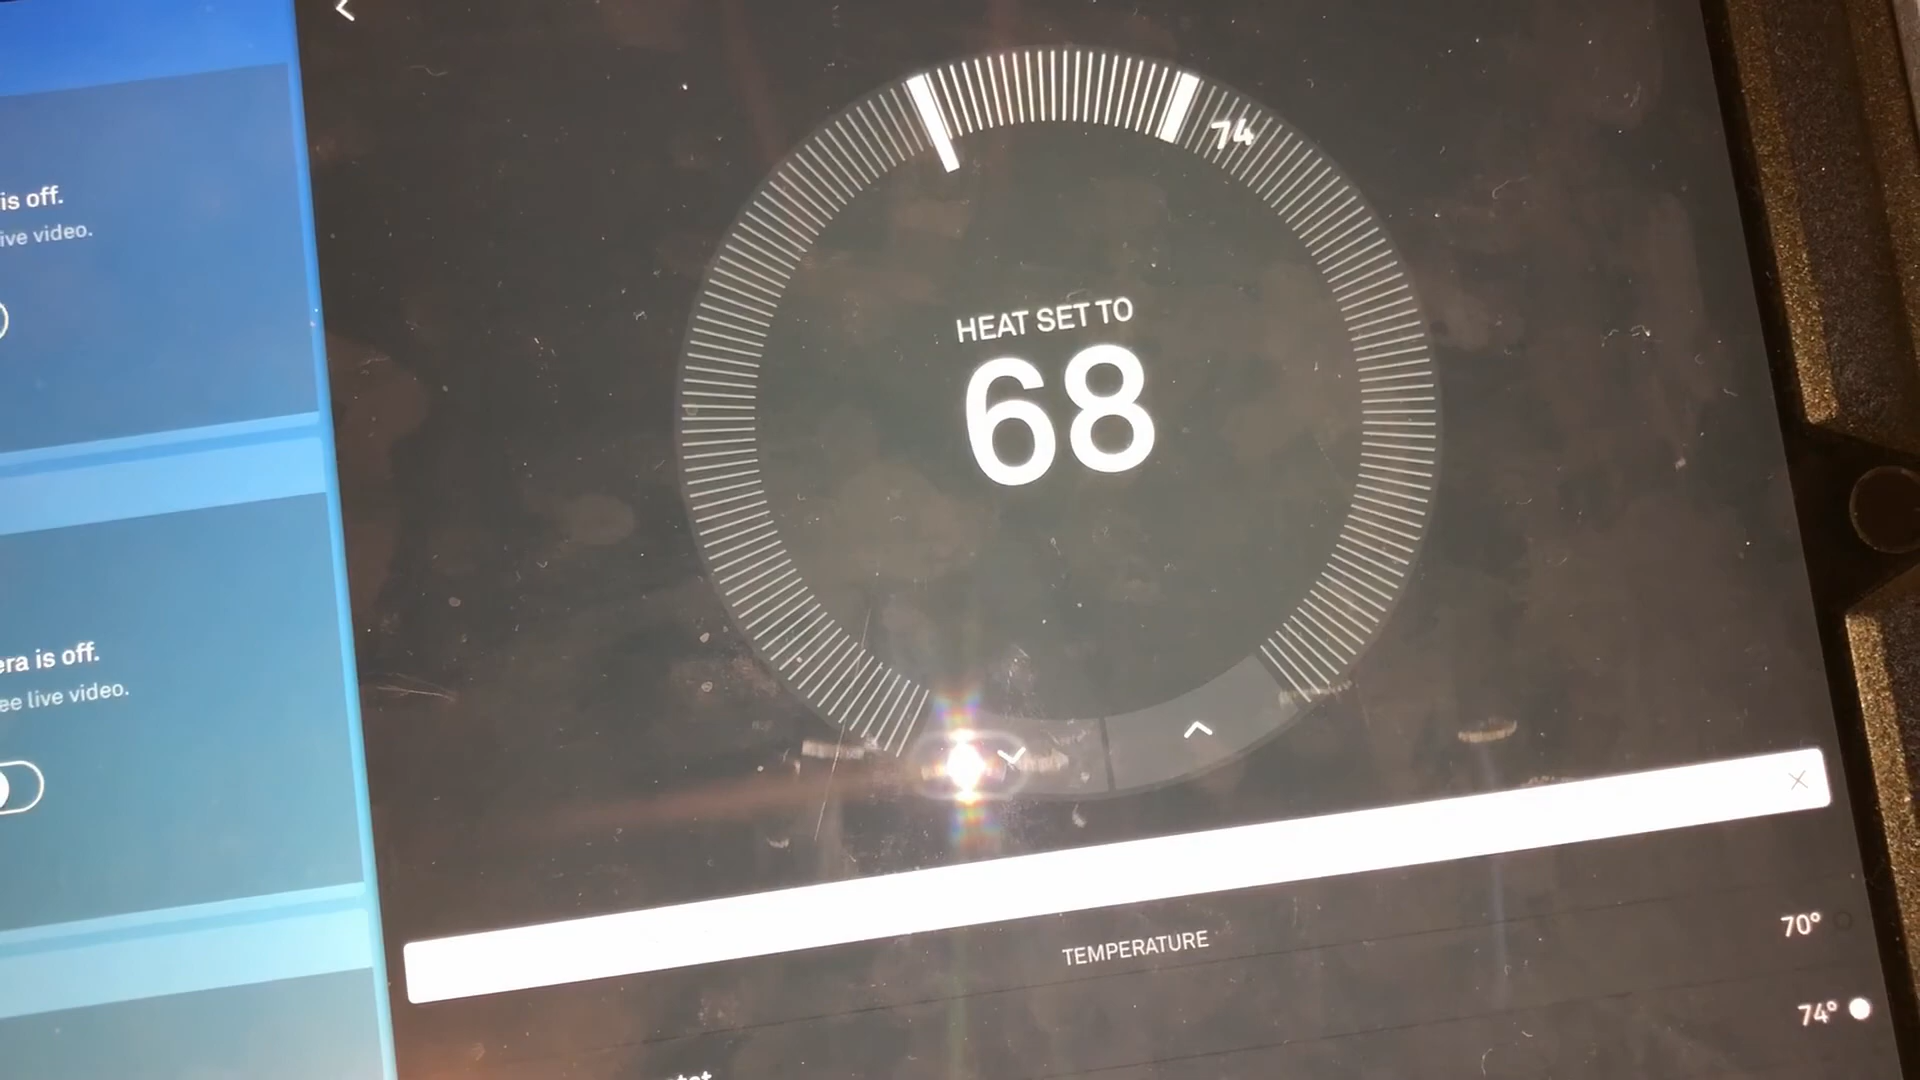 is off.
ive video.
era is off.
ee live video.
74
HEAT SET TO
68
TEMPERATURE
70°
74°